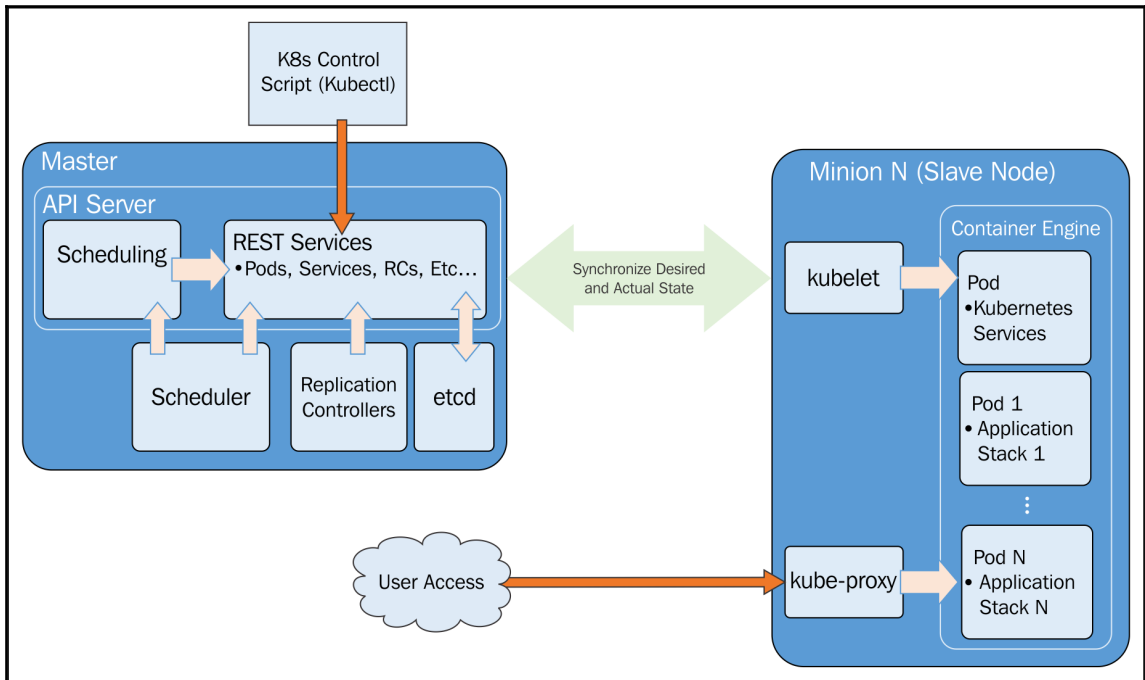 K8s Control
Script (Kubectl)
Master
API Server
Scheduling
REST Services
•Pods, Services, RCs, Etc...
Scheduler
Replication
Controllers
etcd
Synchronize Desired
and Actual State
Minion N (Slave Node)
Container Engine
kubelet
Pod
•Kubernetes
Services
Pod 1
• Application
Stack 1
⋮
User Access
kube-proxy
Pod N
• Application
Stack N